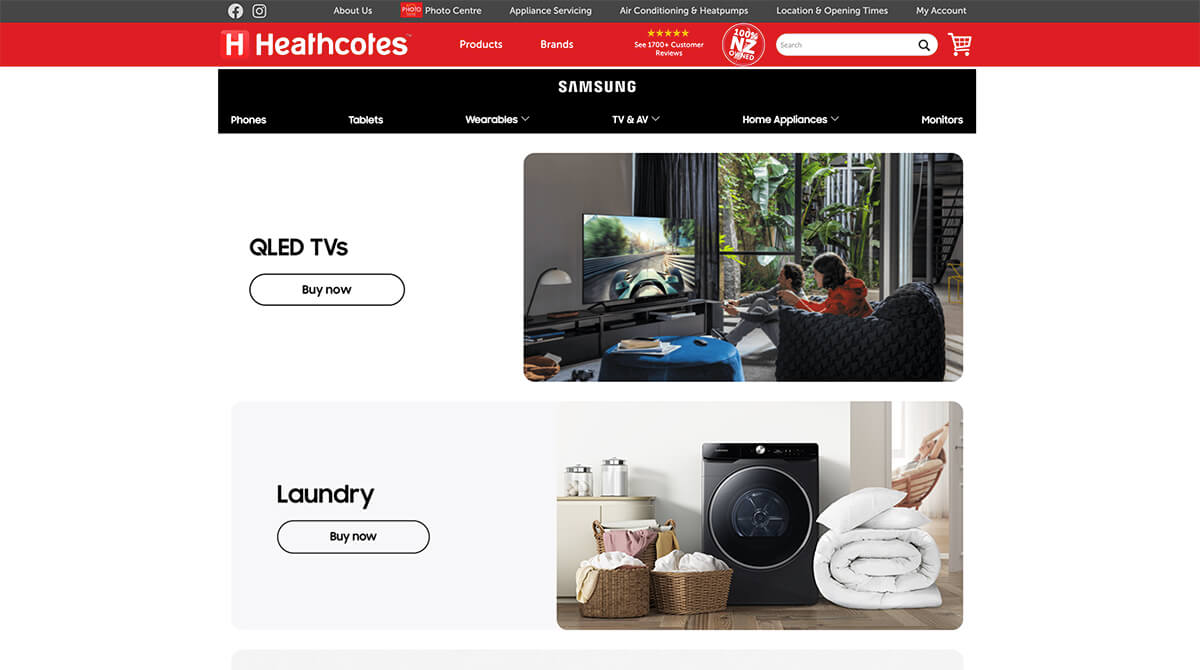 About Us
PHOTO
Photo Centre
Appliance Servicing
Air Conditioning & Heatpumps
Location & Opening Times
My Account
H Heathcotes
Products
Brands
See 1700+ Customer
Reviews
100%
NZ
OWNED
Search
SAMSUNG
Phones
Tablets
Wearables
TV & AV
Home Appliances
Monitors
QLED TVs
Buy now
Laundry
Buy now